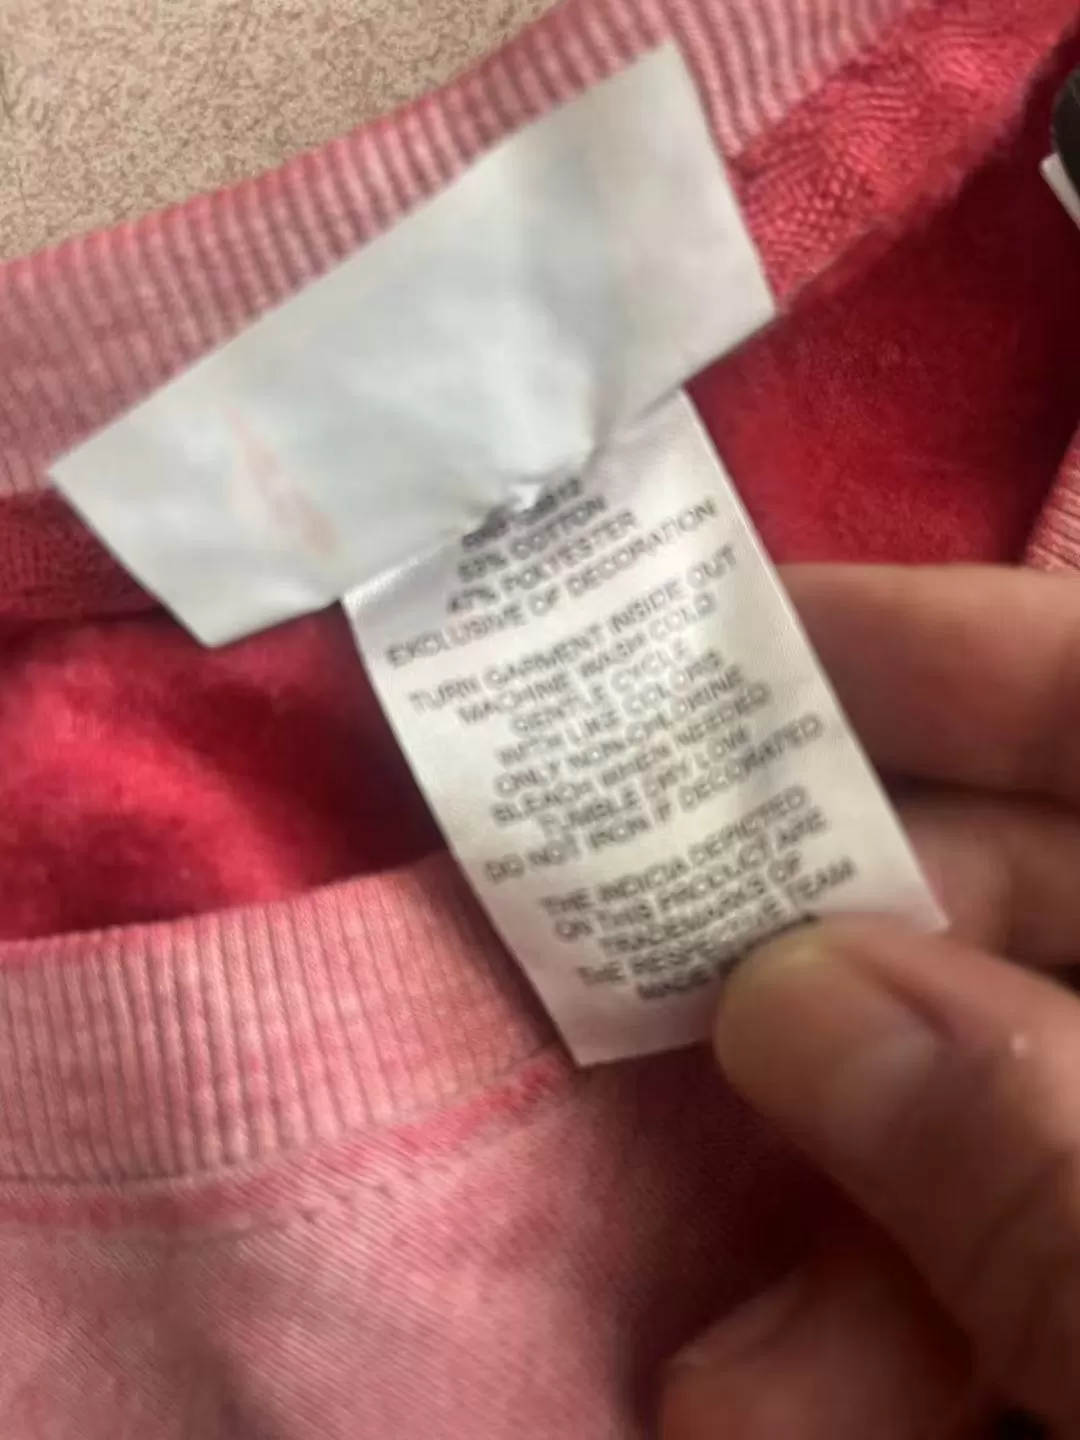 53% COTTON
47% POLYESTER
EXCLUSIVE OF DECORATION
TURN GARMENT INSIDE OUT
MACHINE WASH COLD
GENTLE CYCLE
WITH LIKE COLORS
ONLY NON-CHLORINE
BLEACH WHEN NEEDED
TUMBLE DRY LOW
DO NOT IRON IF DECORATED
THE INDICIA DEPICTED
ON THIS PRODUCT ARE
TRADEMARKS OF
THE RESPECTIVE TEAM
MADE